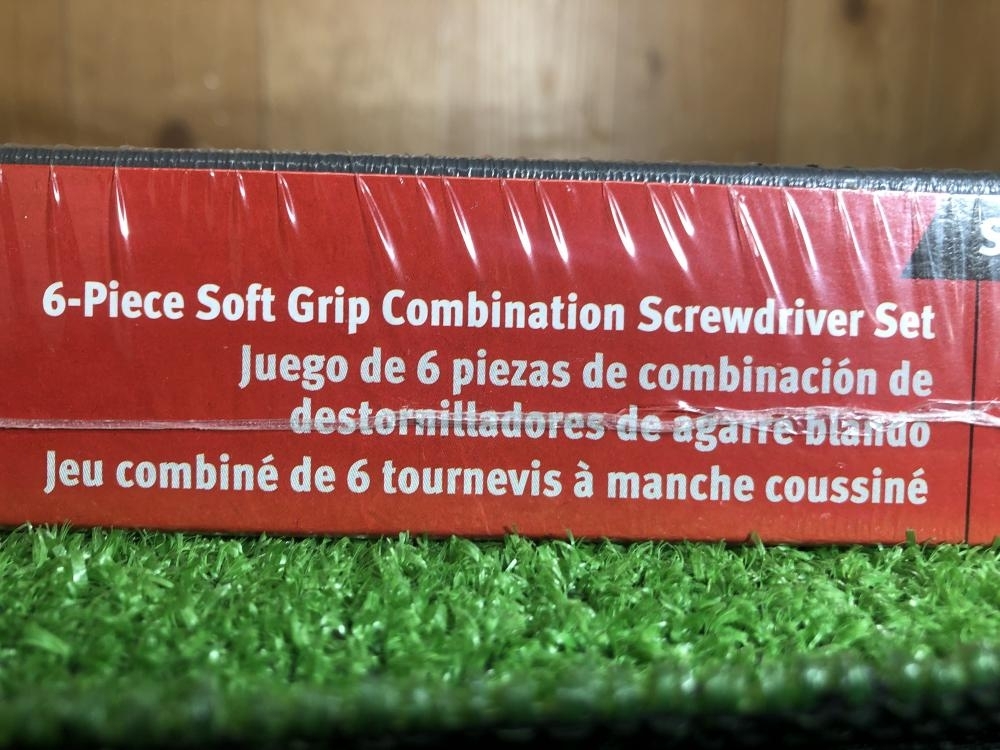 6-Piece Soft Grip Combination Screwdriver Set
Juego de 6 piezas de combinación de
destornilladores de agarre blando
Jeu combiné de 6 tournevis à manche coussiné